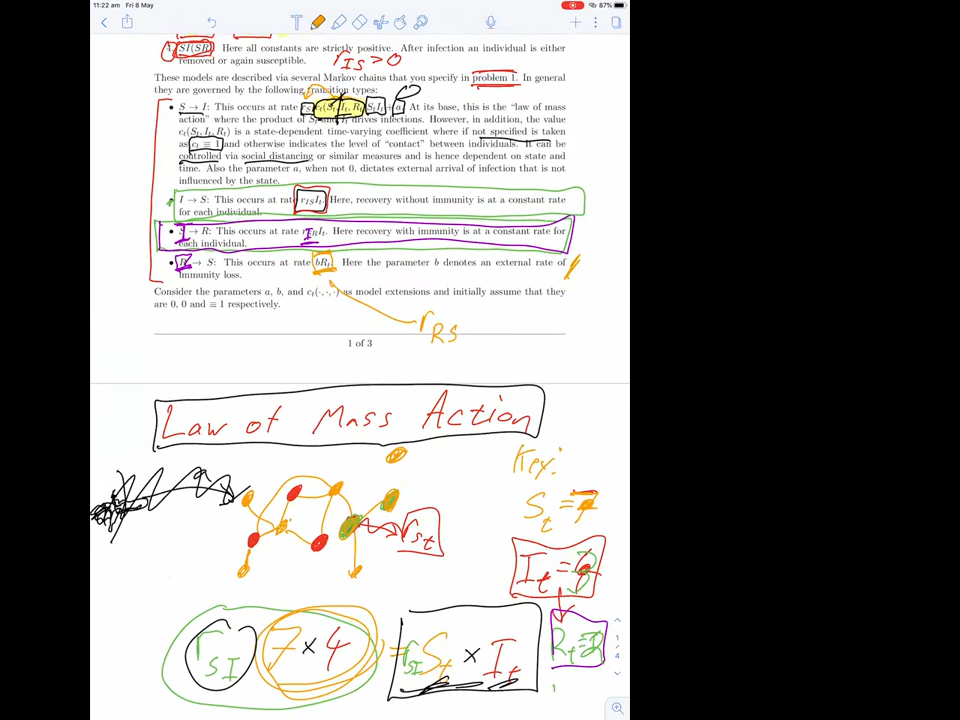 11:22 am Fri 8 May
87%
SI(SR) Here all constants are strictly positive. After infection an individual is either
removed or again susceptible.
r_IS > 0
These models are described via several Markov chains that you specify in problem 1. In general
they are governed by the following transition types:
• S → I: This occurs at rate c_t(S_t, I_t, R_t) S_t I_t + a. At its base, this is the "law of mass
action" where the product of S_t and I_t drives infections. However, in addition, the value
c_t(S_t, I_t, R_t) is a state-dependent time-varying coefficient where if not specified is taken
as c_t ≡ 1 and otherwise indicates the level of "contact" between individuals. It can be
controlled via social distancing or similar measures and is hence dependent on state and
time. Also the parameter a, when not 0, dictates external arrival of infection that is not
influenced by the state.
• I → S: This occurs at rate r_IS I_t. Here, recovery without immunity is at a constant rate
for each individual.
• I → R: This occurs at rate I_R I_t. Here recovery with immunity is at a constant rate for
each individual.
• R → S: This occurs at rate bR_t. Here the parameter b denotes an external rate of
immunity loss.
Consider the parameters a, b, and c_t(·, ·, ·) as model extensions and initially assume that they
are 0, 0 and ≡ 1 respectively.
r_RS
1 of 3
Law of Mass Action
Key:
S_t =
r_St
I_t =
r_SI 7 × 4 = r_SI S_t × I_t
R_t =
1
4
1